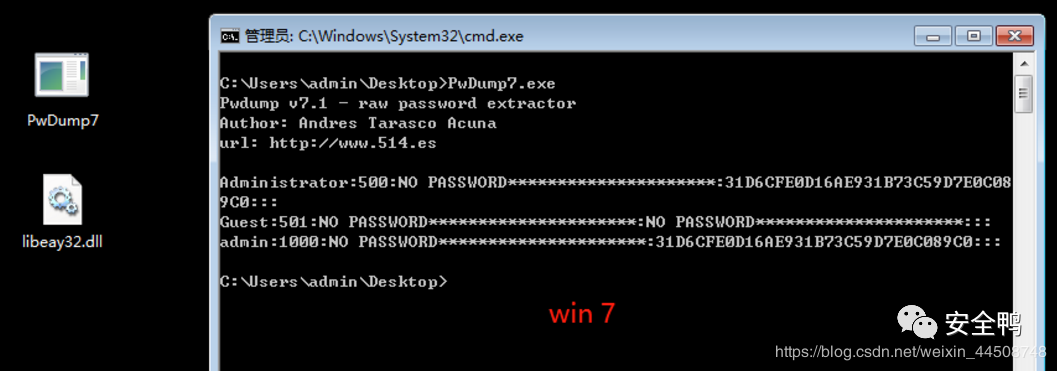 管理员: C:\Windows\System32\cmd.exe
PwDump7
libeay32.dll
C:\Users\admin\Desktop>PwDump7.exe
Pwdump v7.1 - raw password extractor
Author: Andres Tarasco Acuna
url: http://www.514.es
Administrator:500:NO PASSWORD*********************:31D6CFE0D16AE931B73C59D7E0C08
9C0:::
Guest:501:NO PASSWORD*********************:NO PASSWORD*********************:::
admin:1000:NO PASSWORD*********************:31D6CFE0D16AE931B73C59D7E0C089C0:::
C:\Users\admin\Desktop>
win 7
安全鸭
https://blog.csdn.net/weixin_44508748